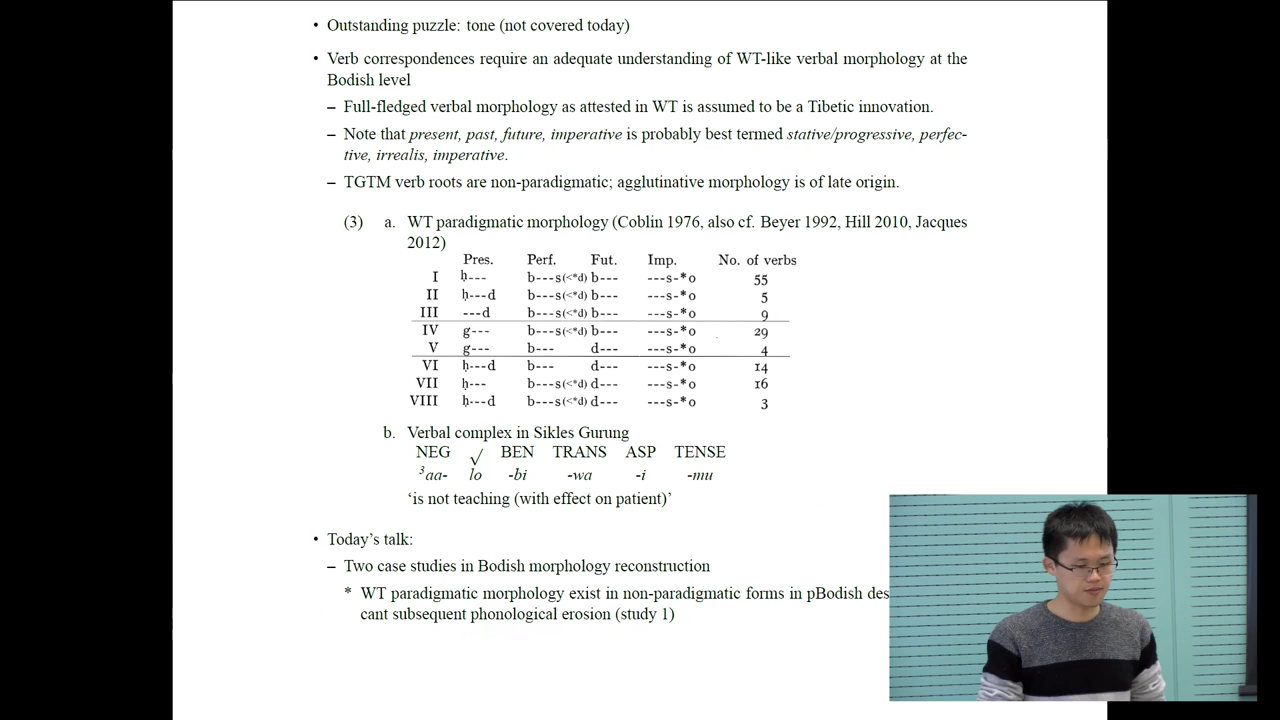 • Outstanding puzzle: tone (not covered today)
• Verb correspondences require an adequate understanding of WT-like verbal morphology at the
Bodish level
– Full-fledged verbal morphology as attested in WT is assumed to be a Tibetic innovation.
– Note that present, past, future, imperative is probably best termed stative/progressive, perfec-
tive, irrealis, imperative.
– TGTM verb roots are non-paradigmatic; agglutinative morphology is of late origin.
(3) a. WT paradigmatic morphology (Coblin 1976, also cf. Beyer 1992, Hill 2010, Jacques
2012)
Pres. Perf. Fut. Imp. No. of verbs
I ḥ--- b---s(<*d) b--- ---s-*o 55
II ḥ---d b---s(<*d) b--- ---s-*o 5
III ---d b---s(<*d) b--- ---s-*o 9
IV g--- b---s(<*d) b--- ---s-*o 29
V g--- b--- d--- ---s-*o 4
VI ḥ---d b--- d--- ---s-*o 14
VII ḥ--- b---s(<*d) d--- ---s-*o 16
VIII ḥ---d b---s(<*d) d--- ---s-*o 3
b. Verbal complex in Sikles Gurung
NEG √ BEN TRANS ASP TENSE
³aa- lo -bi -wa -i -mu
‘is not teaching (with effect on patient)’
• Today’s talk:
– Two case studies in Bodish morphology reconstruction
* WT paradigmatic morphology exist in non-paradigmatic forms in pBodish des
cant subsequent phonological erosion (study 1)